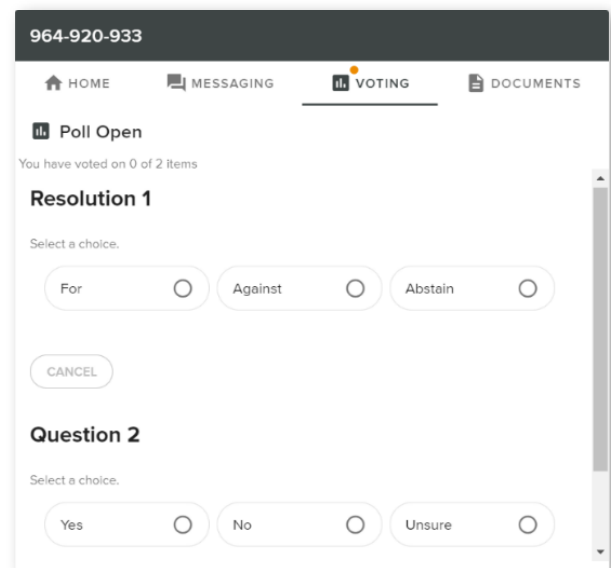 964-920-933
HOME MESSAGING VOTING DOCUMENTS
Poll Open
You have voted on 0 of 2 items
Resolution 1
Select a choice.
For Against Abstain
CANCEL
Question 2
Select a choice.
Yes No Unsure